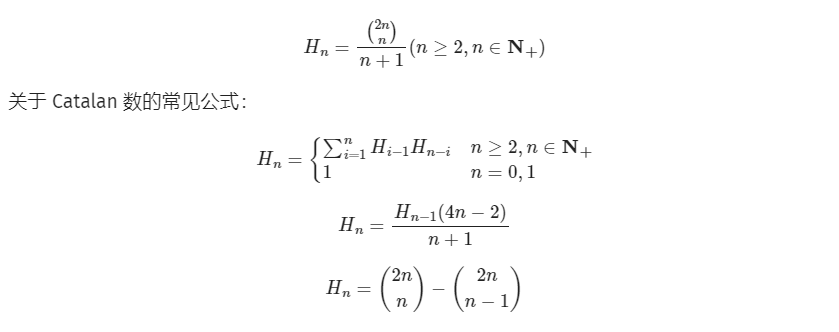 $H_n = \frac{\binom{2n}{n}}{n+1}(n \geq 2, n \in \mathbf{N}_+)$
关于 Catalan 数的常见公式：
$H_n = \begin{cases} \sum_{i=1}^{n} H_{i-1} H_{n-i} & n \geq 2, n \in \mathbf{N}_+ \\ 1 & n = 0, 1 \end{cases}$
$H_n = \frac{H_{n-1}(4n-2)}{n+1}$
$H_n = \binom{2n}{n} - \binom{2n}{n-1}$